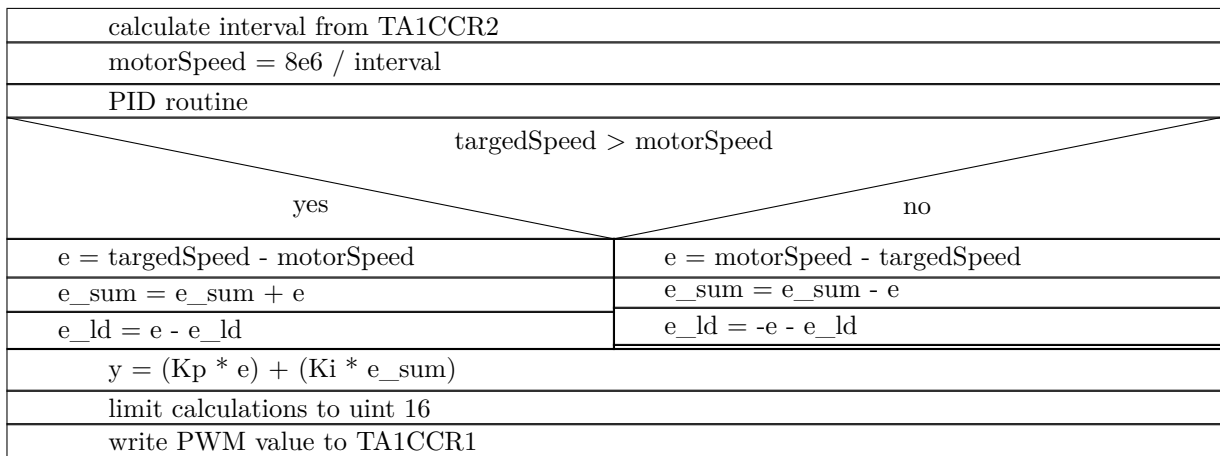 calculate interval from TA1CCR2
motorSpeed = 8e6 / interval
PID routine
targedSpeed > motorSpeed
yes
no
e = targedSpeed - motorSpeed
e_sum = e_sum + e
e_ld = e - e_ld
e = motorSpeed - targedSpeed
e_sum = e_sum - e
e_ld = -e - e_ld
y = (Kp * e) + (Ki * e_sum)
limit calculations to uint 16
write PWM value to TA1CCR1